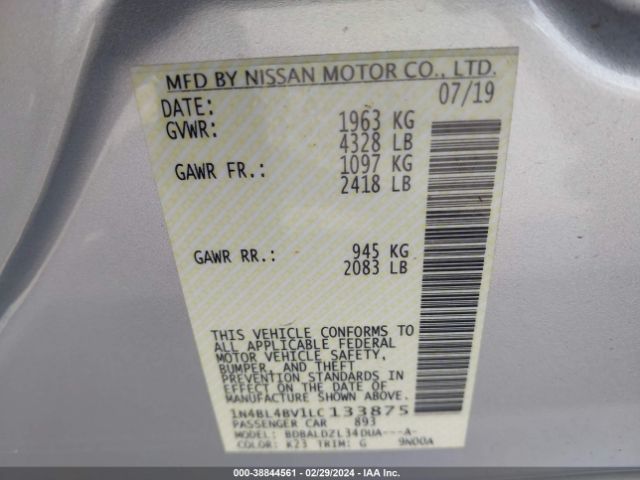 MFD BY NISSAN MOTOR CO., LTD.
DATE: 07/19
GVWR: 1963 KG
4328 LB
GAWR FR.: 1097 KG
2418 LB
GAWR RR.: 945 KG
2083 LB
THIS VEHICLE CONFORMS TO
ALL APPLICABLE FEDERAL
MOTOR VEHICLE SAFETY,
BUMPER, AND THEFT
PREVENTION STANDARDS IN
EFFECT ON THE DATE OF
MANUFACTURE SHOWN ABOVE.
1N4BL4BV1LC133875
PASSENGER CAR 893
MODEL: BDBALDZL34DUA---A-
COLOR: K23 TRIM: G 9N00A
000-38844561 - 02/29/2024 - IAA Inc.